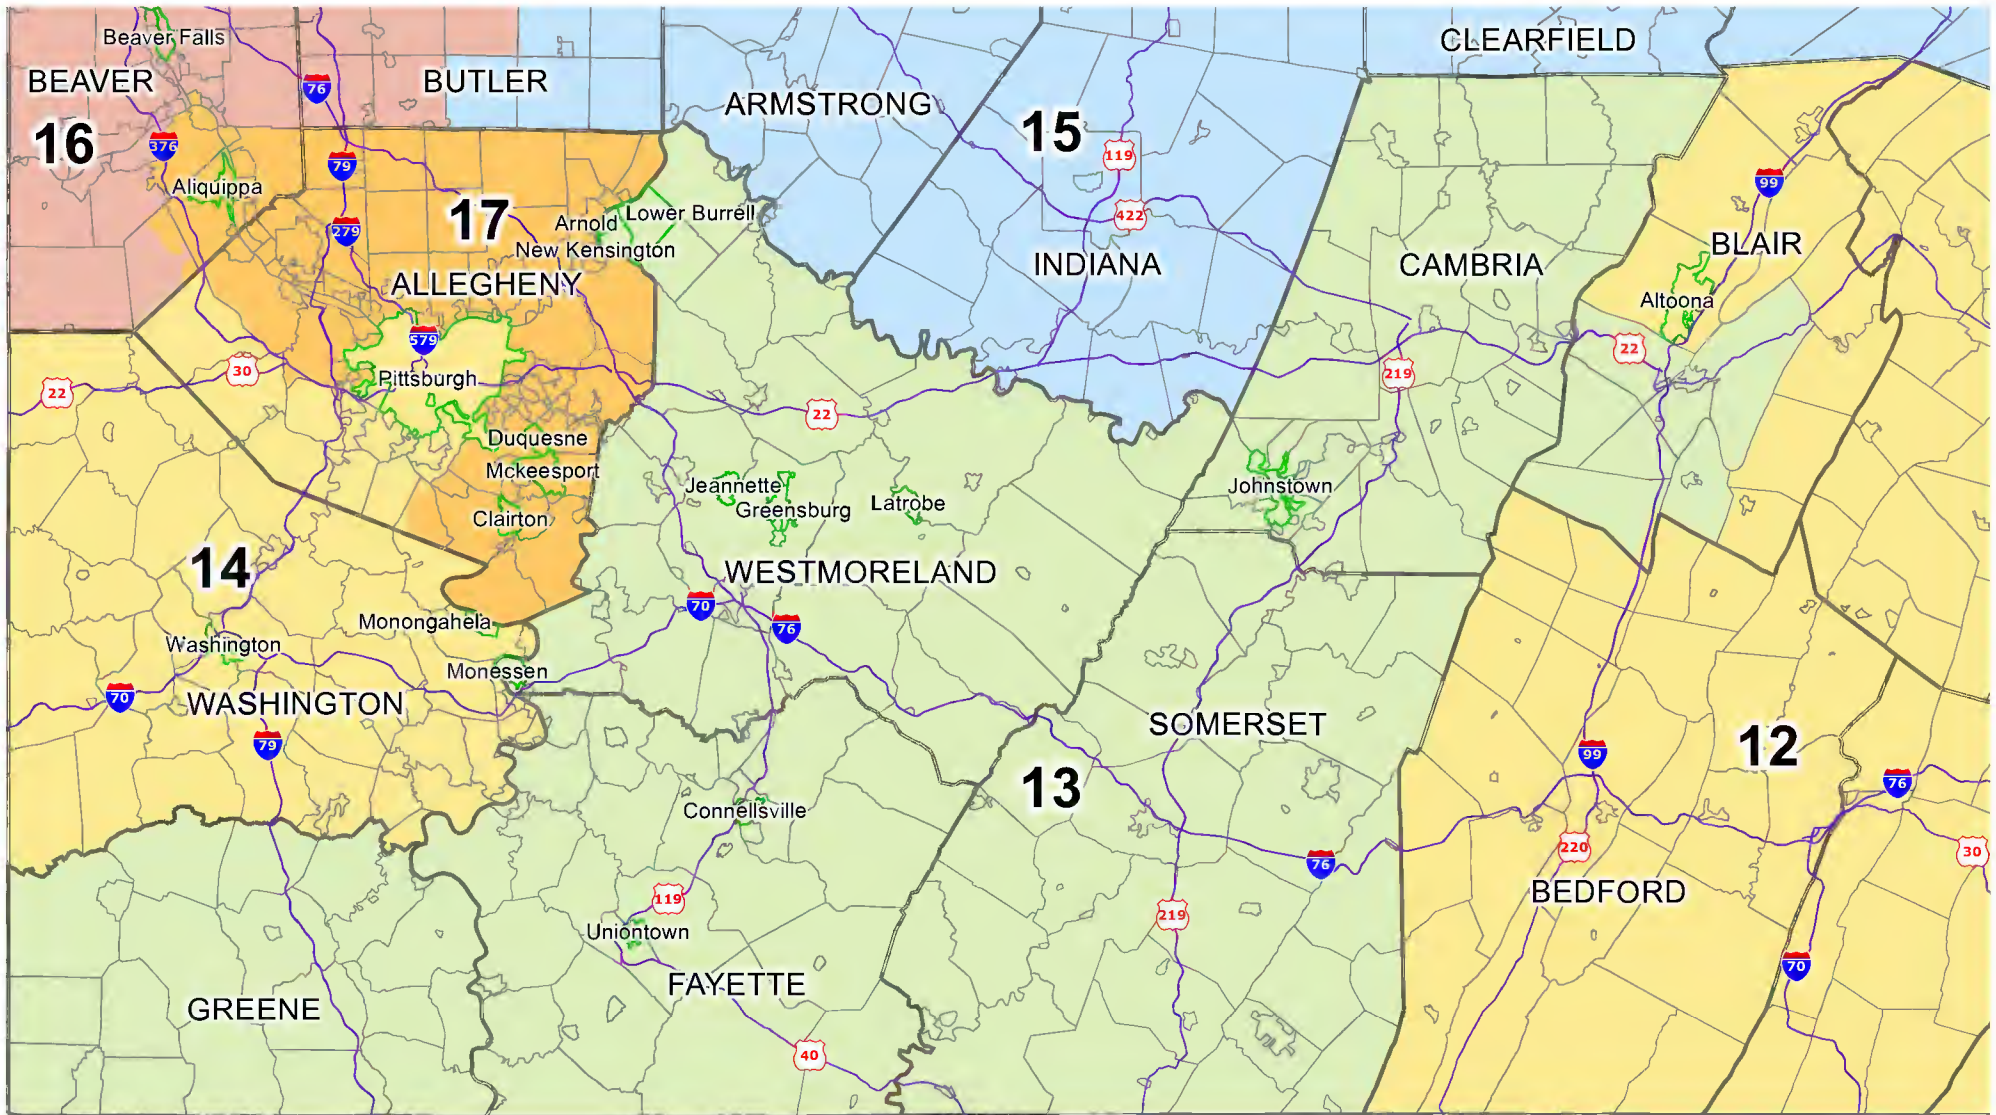 Beaver Falls
CLEARFIELD
BEAVER
76
BUTLER
ARMSTRONG
16
376
79
15
119
Aliquippa
99
17
Arnold
Lower Burrell
422
279
New Kensington
BLAIR
ALLEGHENY
INDIANA
CAMBRIA
Altoona
579
22
30
Pittsburgh
219
22
22
Duquesne
Mckeesport
Jeannette
Johnstown
Greensburg
Latrobe
Clairton
14
WESTMORELAND
70
76
Monongahela
Washington
Monessen
70
WASHINGTON
SOMERSET
79
99
12
13
76
Connellsville
220
30
76
119
BEDFORD
219
Uniontown
70
FAYETTE
GREENE
40